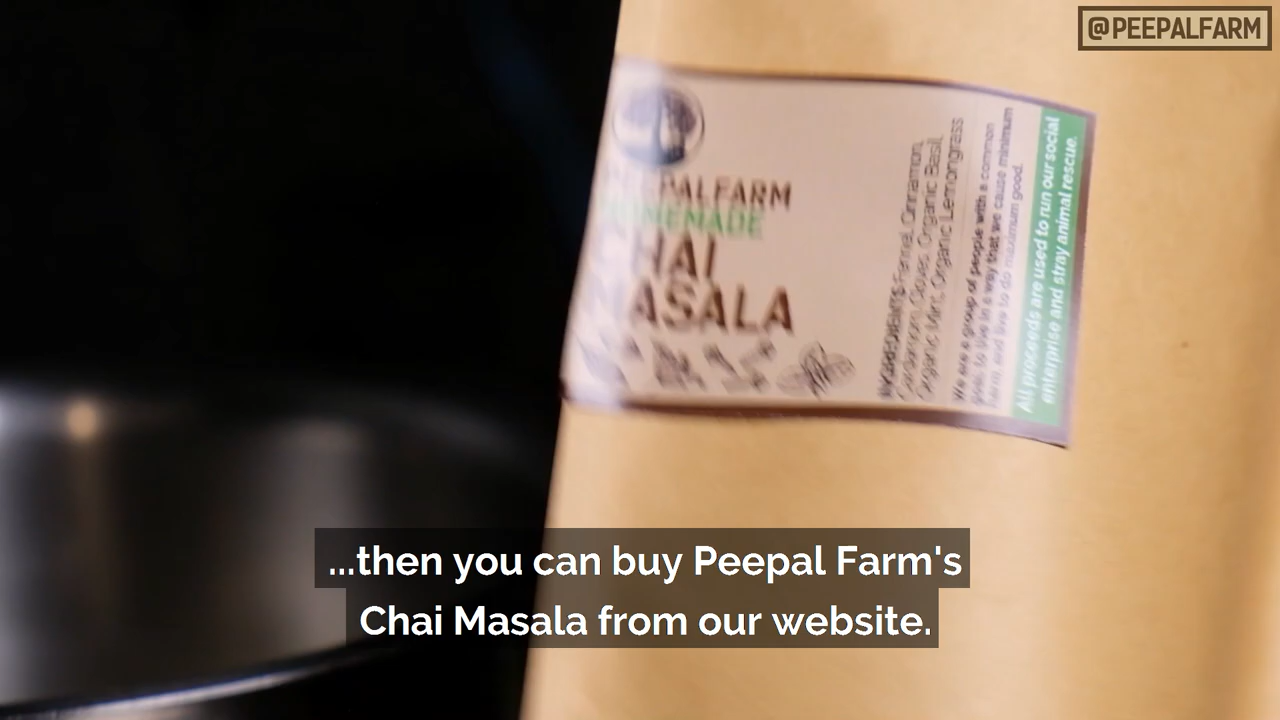 @PEEPALFARM
PALFARM
HOMEMADE
CHAI
MASALA
INGREDIENTS: Fennel, Cinnamon,
Cardamom, Cloves, Organic Basil,
Organic Mint, Organic Lemongrass
We are a group of people with a common
goal: to live in a way that we cause minimum
harm, and live to do maximum good.
All proceeds are used to run our social
enterprise and stray animal rescue.
...then you can buy Peepal Farm's
Chai Masala from our website.